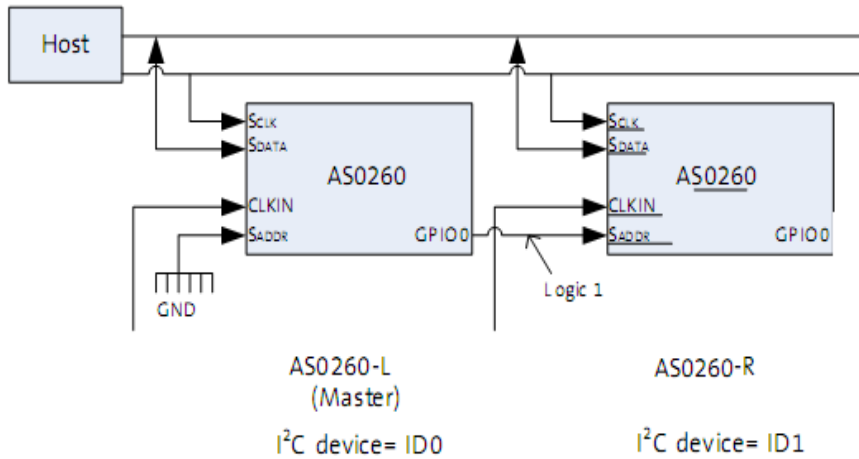 Host
SCLK
SDATA
AS0260
CLKIN
SADDR
GPIO0
GND
SCLK
SDATA
AS0260
CLKIN
SADDR
GPIO0
Logic 1
AS0260-L
(Master)
I²C device= ID0
AS0260-R
I²C device= ID1